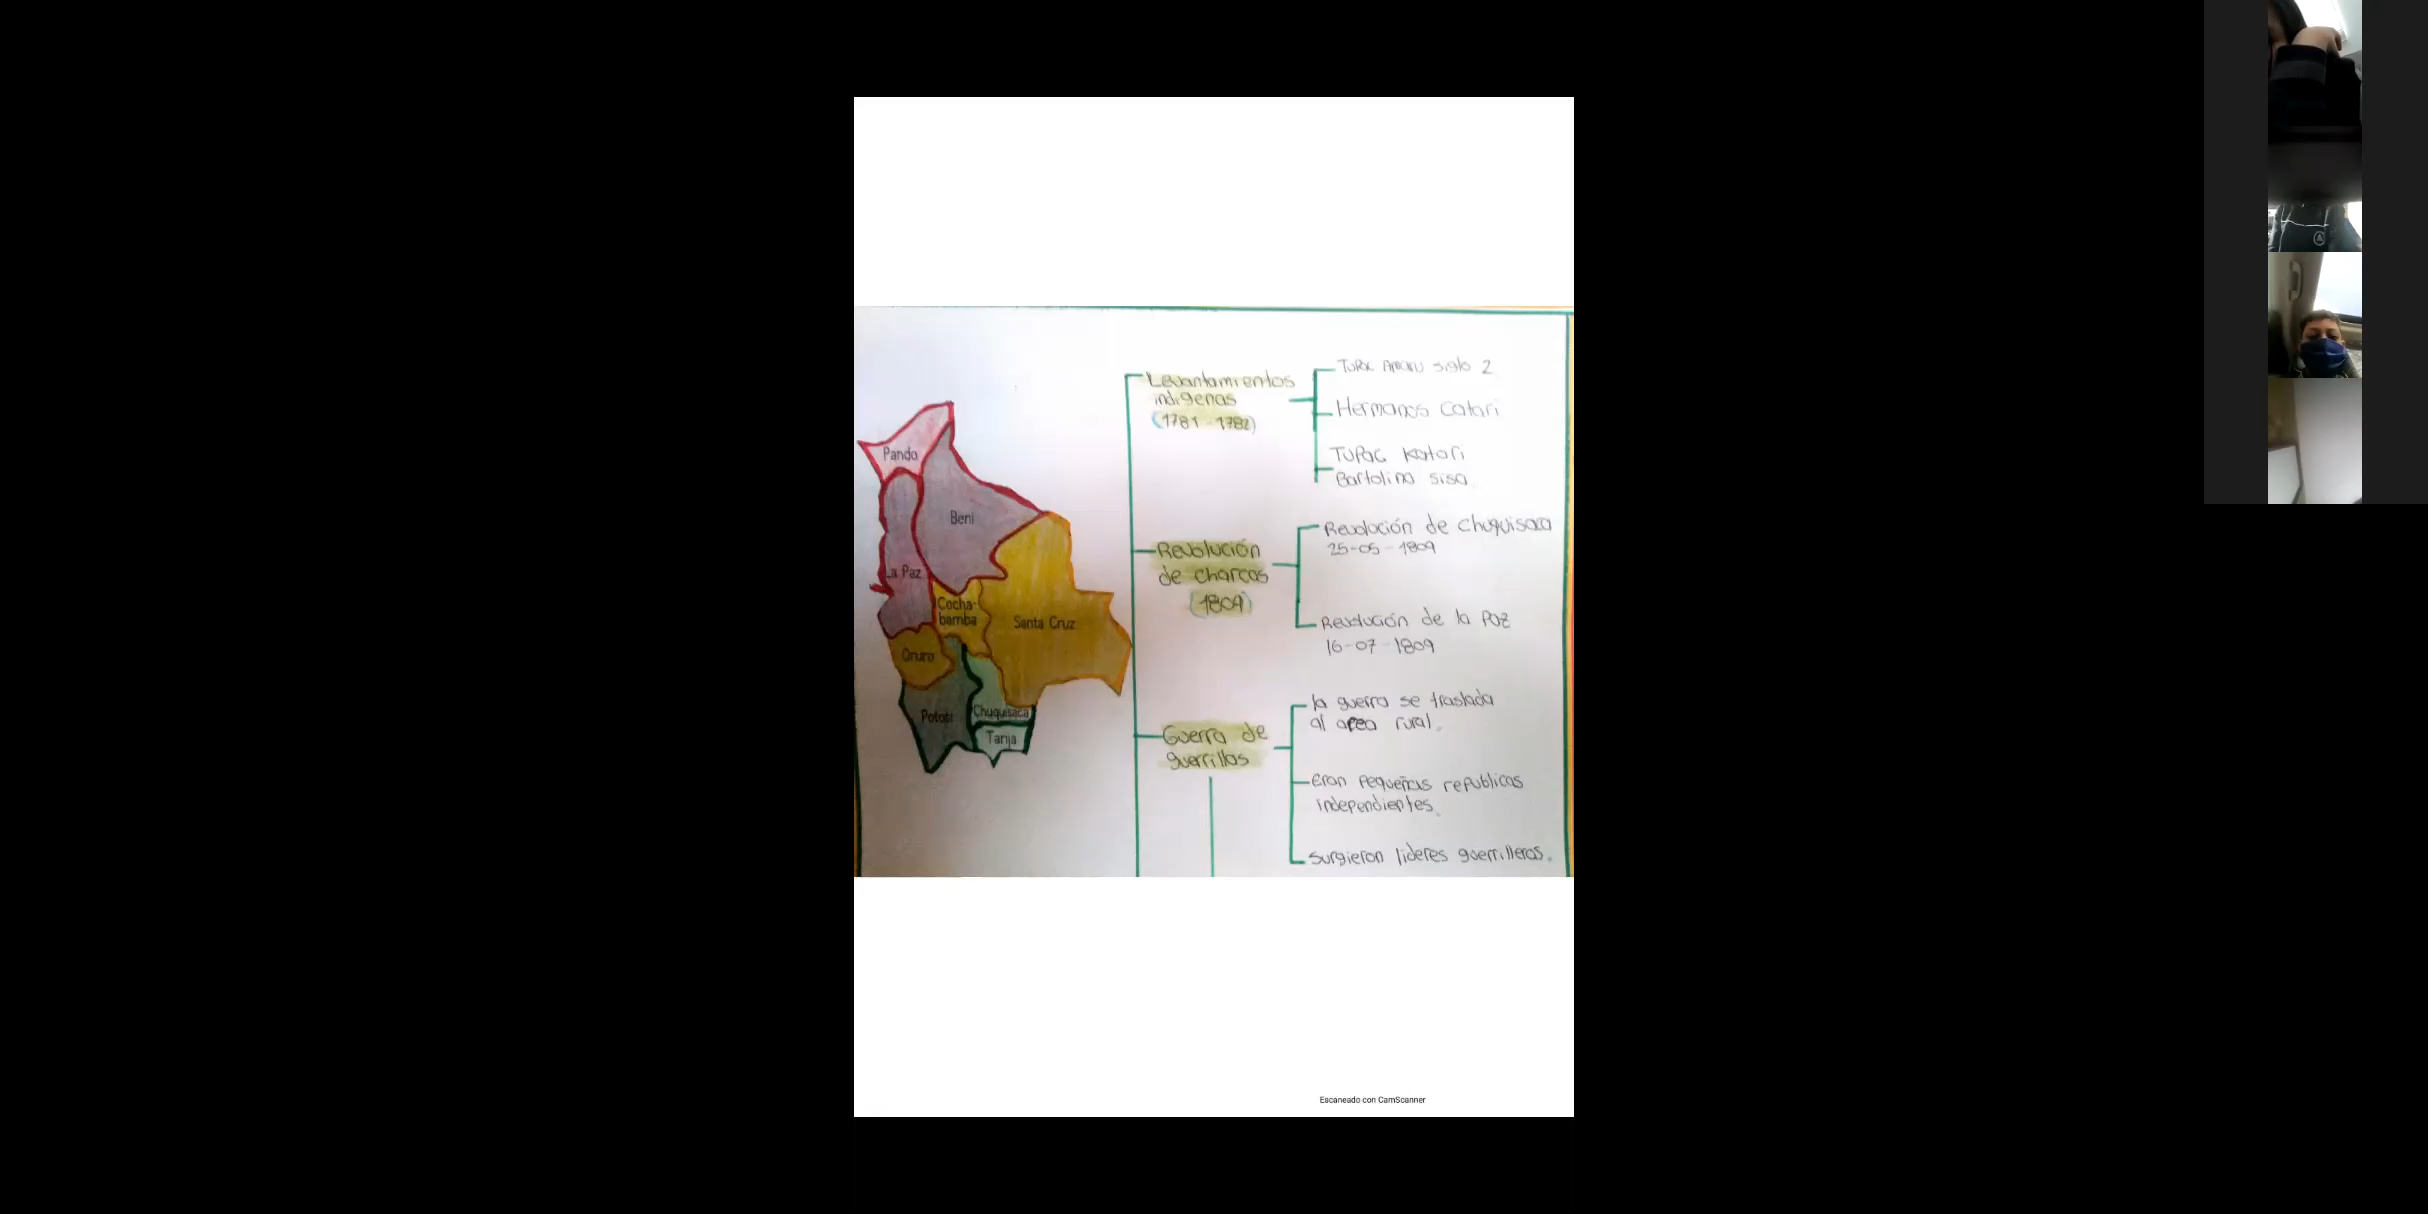 Pando
Beni
La Paz
Cocha-
bamba
Santa Cruz
Oruro
Potosi
Chuquisaca
Tarija
Levantamientos
indigenas
(1781 - 1782)
Tupac Amaru siglo 2
Hermanos Catari
Tupac Katari
Bartolina sisa
Revolución
de charcas
(1809)
Revolución de Chuquisaca
25-05-1809
Revolución de la Paz
16-07-1809
Guerra de
guerrillas
la guerra se traslada
al area rural.
Eran pequeñas republicas
independientes.
Surgieron lideres guerrilleros.
Escaneado con CamScanner